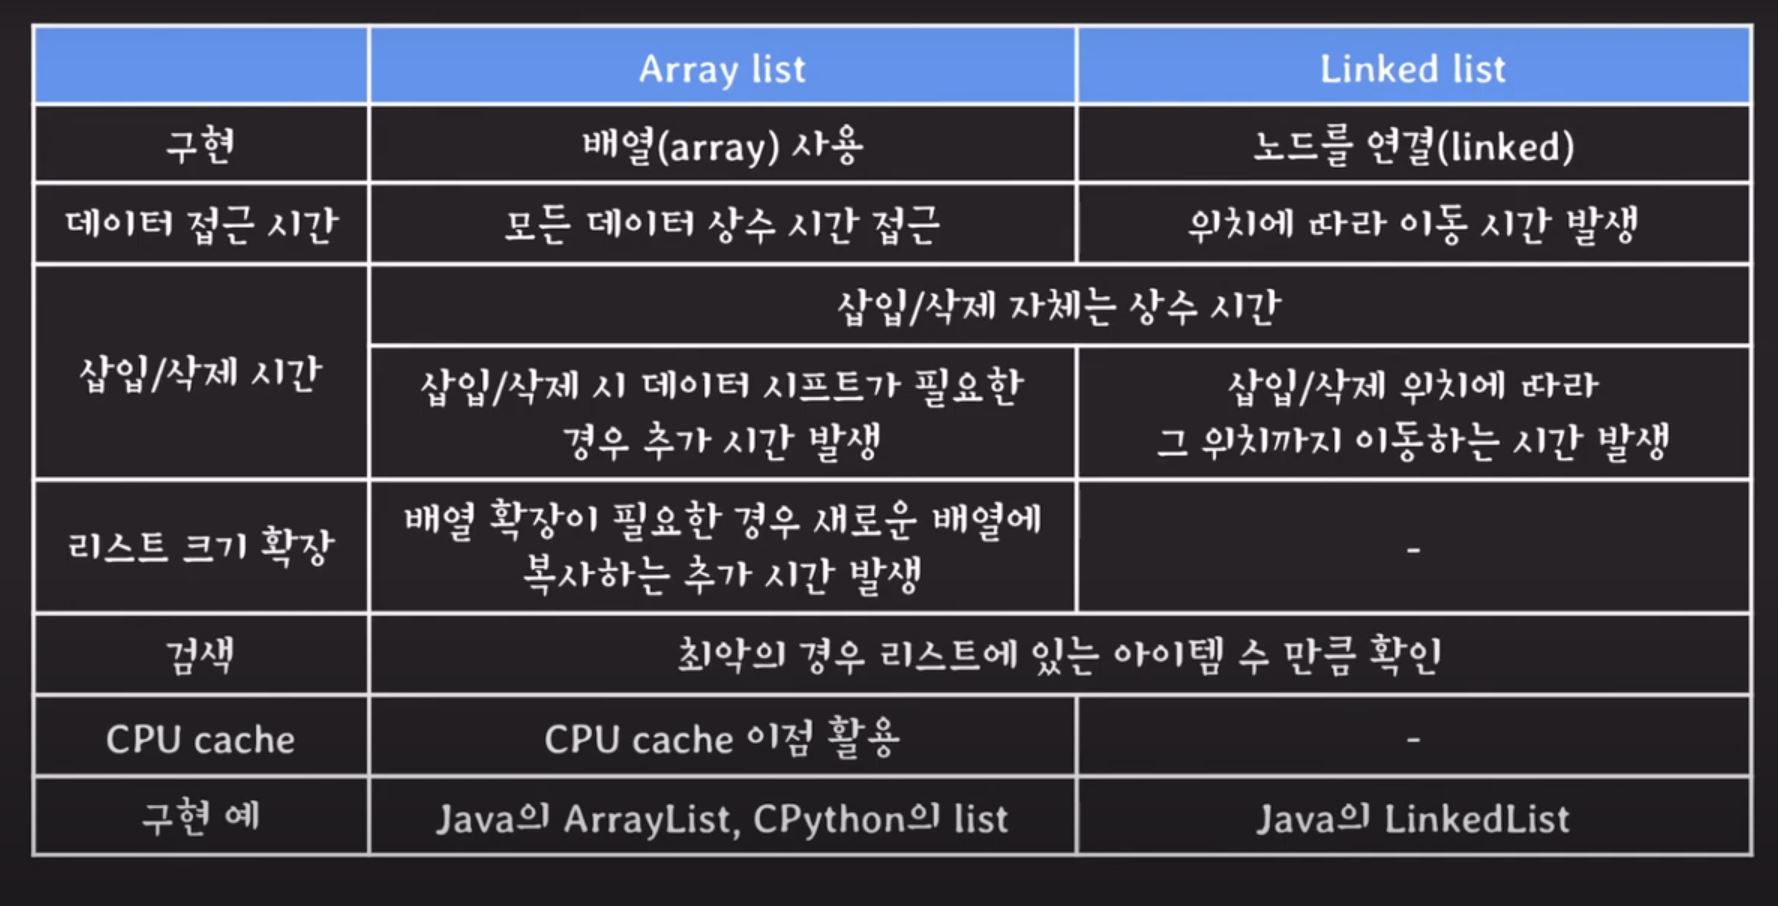 Array list
Linked list
구현
배열(array) 사용
노드를 연결(linked)
데이터 접근 시간
모든 데이터 상수 시간 접근
위치에 따라 이동 시간 발생
삽입/삭제 시간
삽입/삭제 자체는 상수 시간
삽입/삭제 시 데이터 시프트가 필요한
경우 추가 시간 발생
삽입/삭제 위치에 따라
그 위치까지 이동하는 시간 발생
리스트 크기 확장
배열 확장이 필요한 경우 새로운 배열에
복사하는 추가 시간 발생
-
검색
최악의 경우 리스트에 있는 아이템 수 만큼 확인
CPU cache
CPU cache 이점 활용
-
구현 예
Java의 ArrayList, CPython의 list
Java의 LinkedList